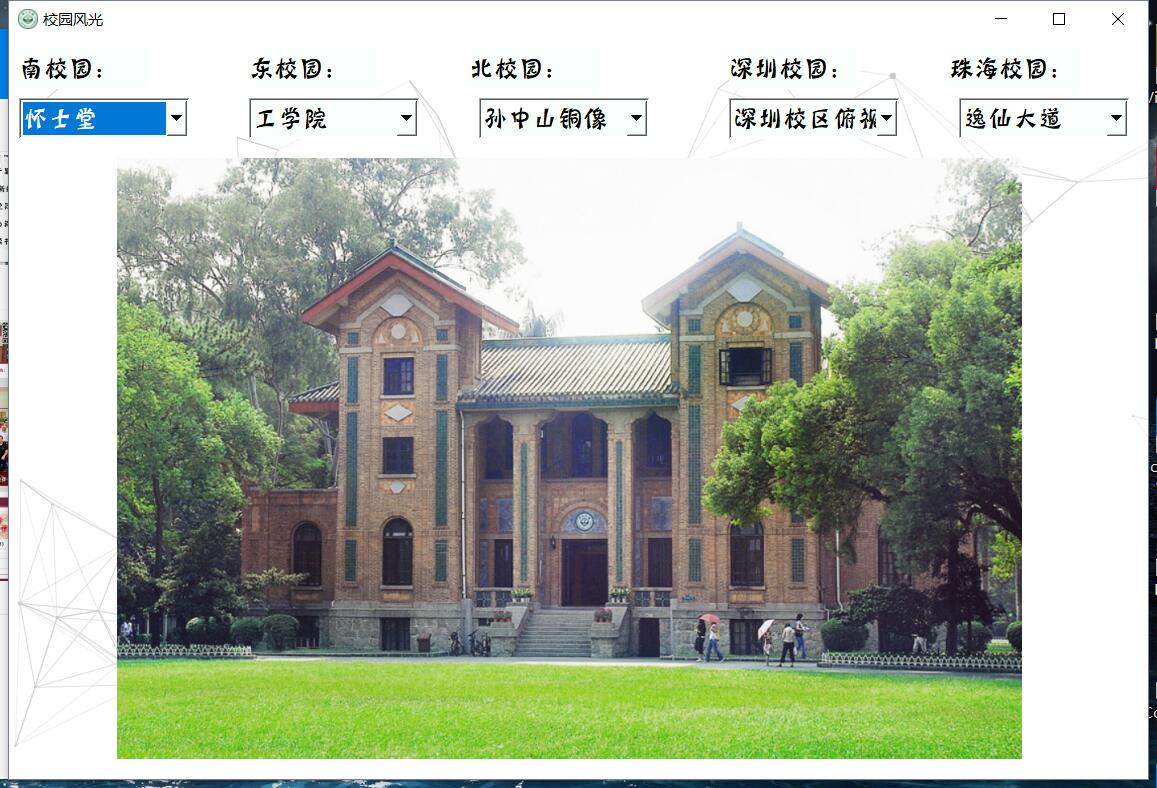 校园风光
南校园： 东校园： 北校园： 深圳校园： 珠海校园：
怀士堂 工学院 孙中山铜像 深圳校区俯视 逸仙大道